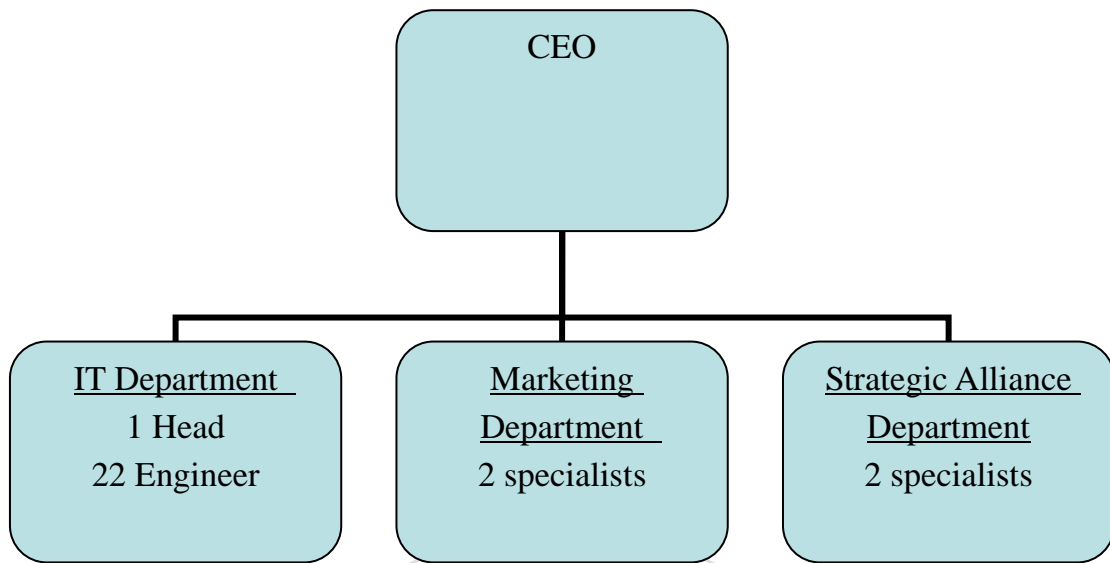 CEO
IT Department
1 Head
22 Engineer
Marketing
Department
2 specialists
Strategic Alliance
Department
2 specialists